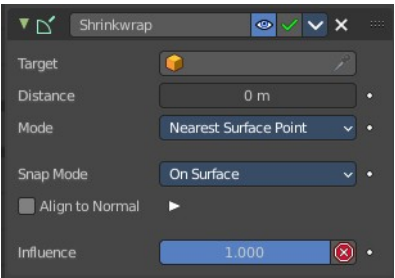 Shrinkwrap
Target
Distance 0 m
Mode Nearest Surface Point
Snap Mode On Surface
Align to Normal
Influence 1.000